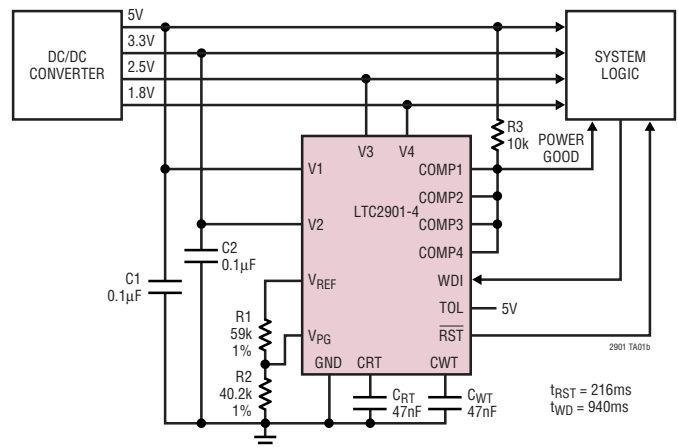 5V
3.3V
2.5V
1.8V
DC/DC
CONVERTER
SYSTEM
LOGIC
R3
10k
POWER
GOOD
V3
V4
V1
V2
VREF
VPG
GND
CRT
CWT
LTC2901-4
COMP1
COMP2
COMP3
COMP4
WDI
TOL
5V
RST
C1
0.1µF
C2
0.1µF
R1
59k
1%
R2
40.2k
1%
CRT
47nF
CWT
47nF
2901 TA01b
tRST = 216ms
tWD = 940ms